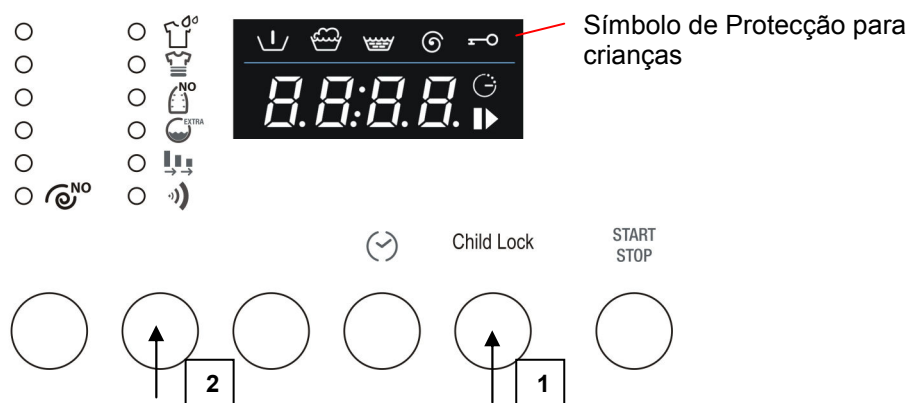 Símbolo de Protecção para
crianças
NO
EXTRA
NO
8.8:8.8.
Child Lock
START
STOP
2
1